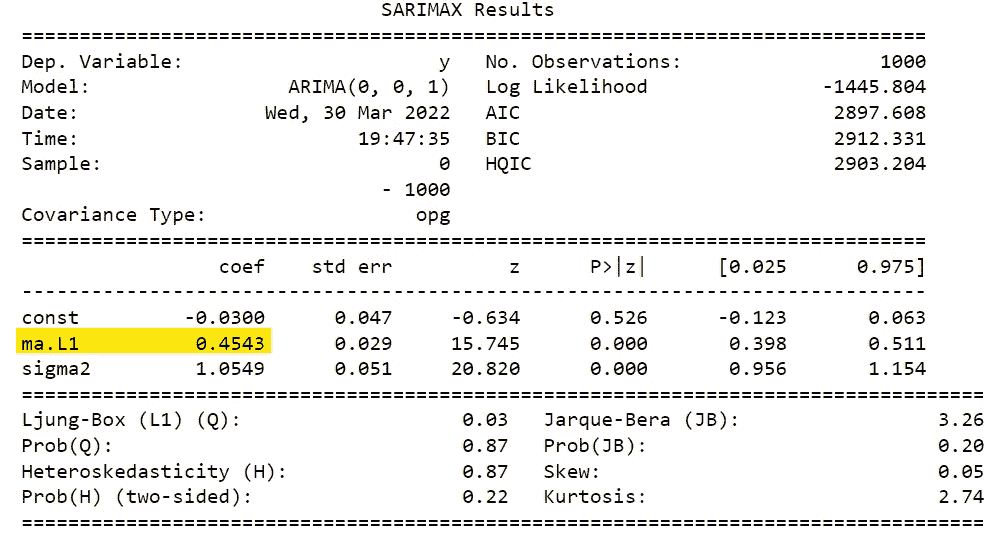 SARIMAX Results
==============================================================================
Dep. Variable:                      y   No. Observations:                 1000
Model:                 ARIMA(0, 0, 1)   Log Likelihood               -1445.804
Date:                Wed, 30 Mar 2022   AIC                           2897.608
Time:                        19:47:35   BIC                           2912.331
Sample:                             0   HQIC                          2903.204
- 1000
Covariance Type:                  opg
==============================================================================
coef    std err          z      P>|z|      [0.025      0.975]
------------------------------------------------------------------------------
const         -0.0300      0.047     -0.634      0.526      -0.123       0.063
ma.L1          0.4543      0.029     15.745      0.000       0.398       0.511
sigma2         1.0549      0.051     20.820      0.000       0.956       1.154
===================================================================================
Ljung-Box (L1) (Q):                   0.03   Jarque-Bera (JB):                 3.26
Prob(Q):                              0.87   Prob(JB):                         0.20
Heteroskedasticity (H):               0.87   Skew:                             0.05
Prob(H) (two-sided):                  0.22   Kurtosis:                         2.74
===================================================================================